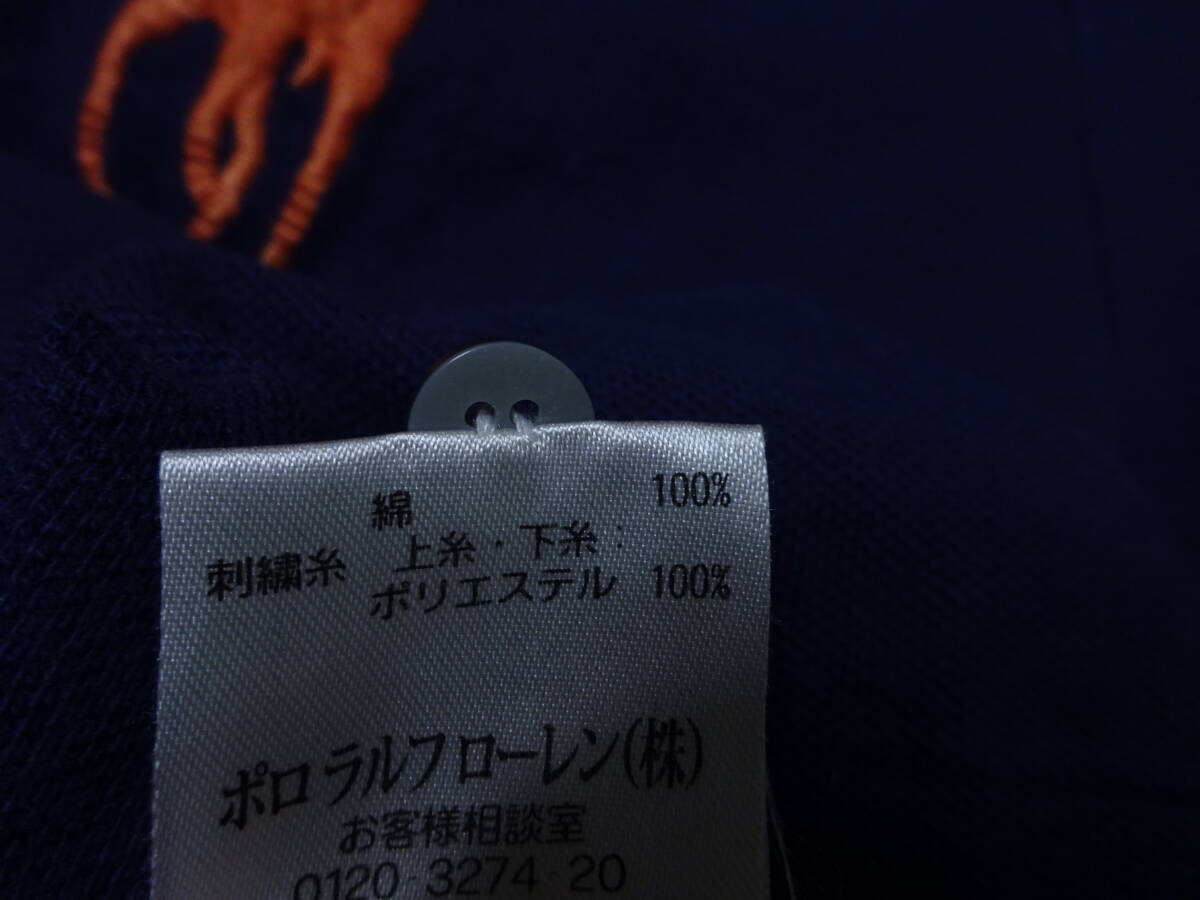 綿 100%
刺繍糸 上糸・下糸:
ポリエステル 100%
ポロ ラルフ ローレン(株)
お客様相談室
0120-3274-20